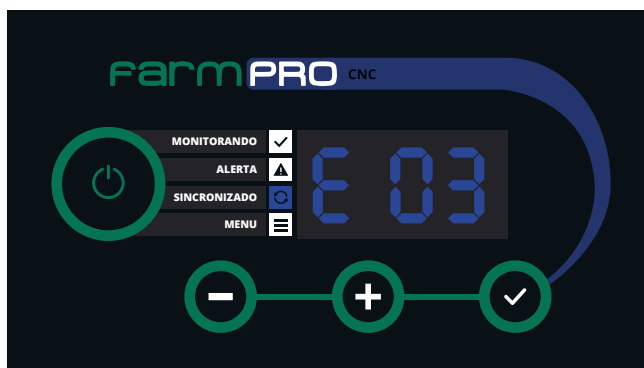 FarmPRO CNC
MONITORANDO
ALERTA
SINCRONIZADO
MENU
E 03